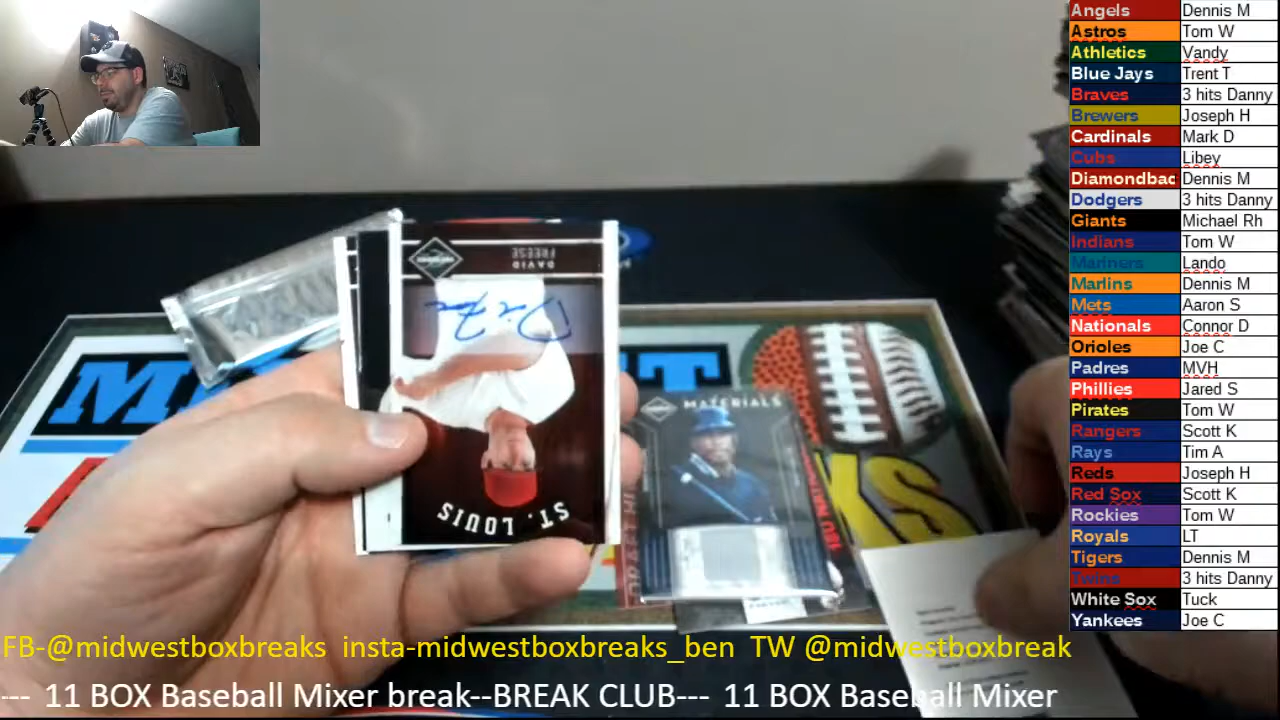 Angels Dennis M
Astros Tom W
Athletics Vandy
Blue Jays Trent T
Braves 3 hits Danny
Brewers Joseph H
Cardinals Mark D
Cubs Libey
Diamondbac Dennis M
Dodgers 3 hits Danny
Giants Michael Rh
Indians Tom W
Mariners Lando
Marlins Dennis M
Mets Aaron S
Nationals Connor D
Orioles Joe C
Padres MVH
Phillies Jared S
Pirates Tom W
Rangers Scott K
Rays Tim A
Reds Joseph H
Red Sox Scott K
Rockies Tom W
Royals LT
Tigers Dennis M
Twins 3 hits Danny
White Sox Tuck
Yankees Joe C
DAVID
FREESE
ST. LOUIS
MATERIALS
FB-@midwestboxbreaks insta-midwestboxbreaks_ben TW @midwestboxbreak
--- 11 BOX Baseball Mixer break--BREAK CLUB--- 11 BOX Baseball Mixer